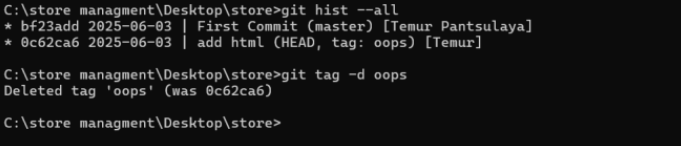 C:\store managment\Desktop\store>git hist --all
* bf23add 2025-06-03 | First Commit (master) [Temur Pantsulaya]
* 0c62ca6 2025-06-03 | add html (HEAD, tag: oops) [Temur]
C:\store managment\Desktop\store>git tag -d oops
Deleted tag 'oops' (was 0c62ca6)
C:\store managment\Desktop\store>